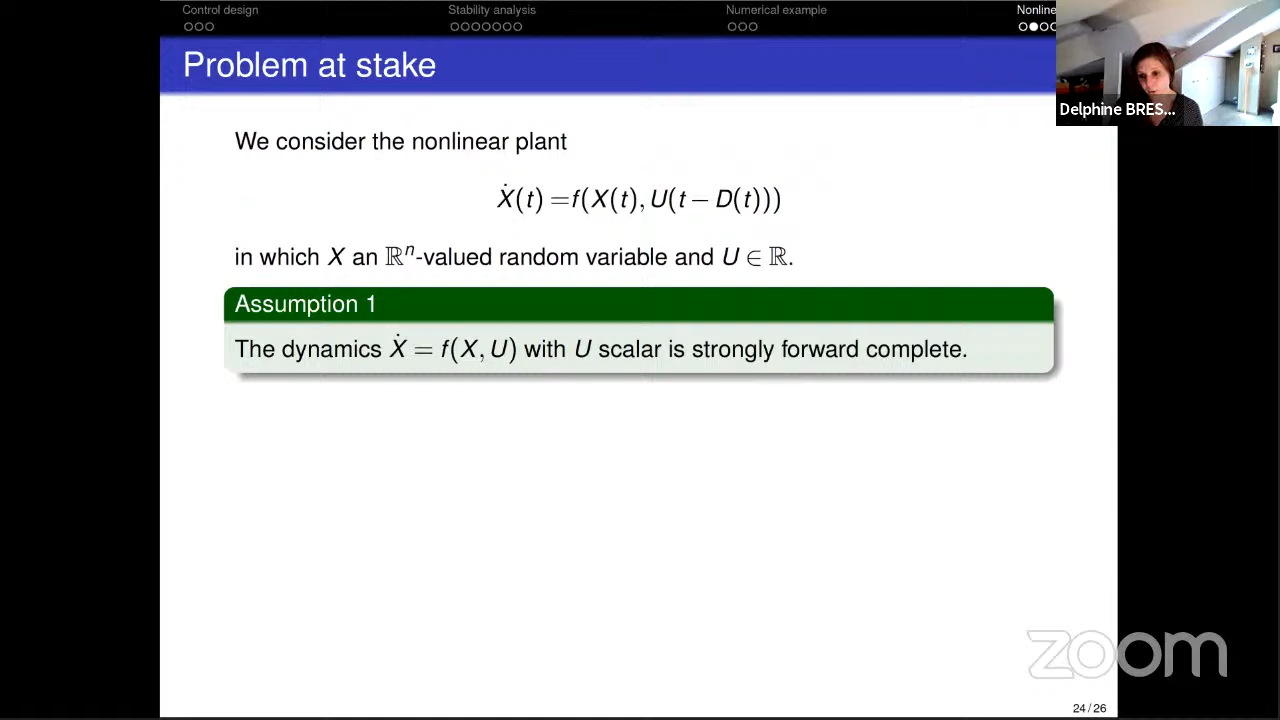 Control design
Stability analysis
Numerical example
Nonline
Problem at stake
Delphine BRES...
We consider the nonlinear plant
Ẋ(t) =f(X(t), U(t − D(t)))
in which X an ℝⁿ-valued random variable and U ∈ ℝ.
Assumption 1
The dynamics Ẋ = f(X, U) with U scalar is strongly forward complete.
zoom
24 / 26